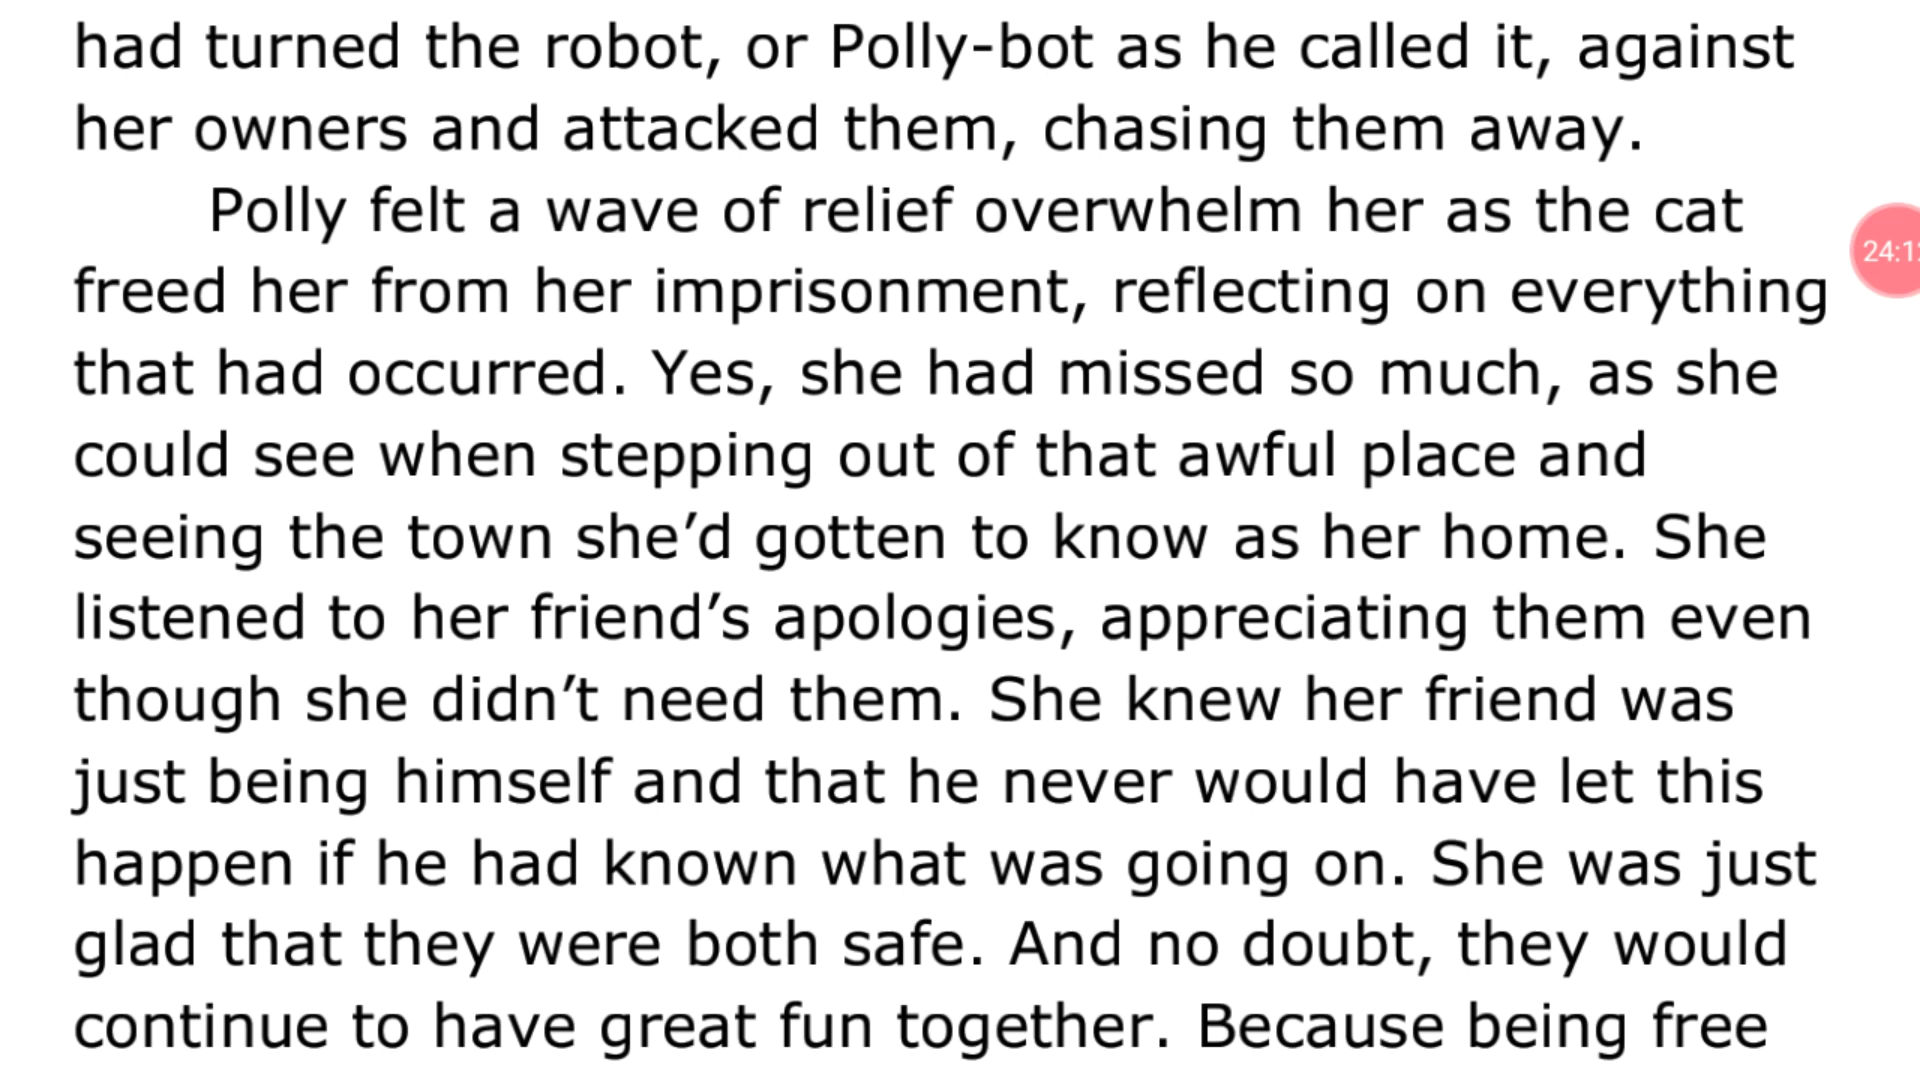 had turned the robot, or Polly-bot as he called it, against
her owners and attacked them, chasing them away.
Polly felt a wave of relief overwhelm her as the cat
freed her from her imprisonment, reflecting on everything
that had occurred. Yes, she had missed so much, as she
could see when stepping out of that awful place and
seeing the town she’d gotten to know as her home. She
listened to her friend’s apologies, appreciating them even
though she didn’t need them. She knew her friend was
just being himself and that he never would have let this
happen if he had known what was going on. She was just
glad that they were both safe. And no doubt, they would
continue to have great fun together. Because being free